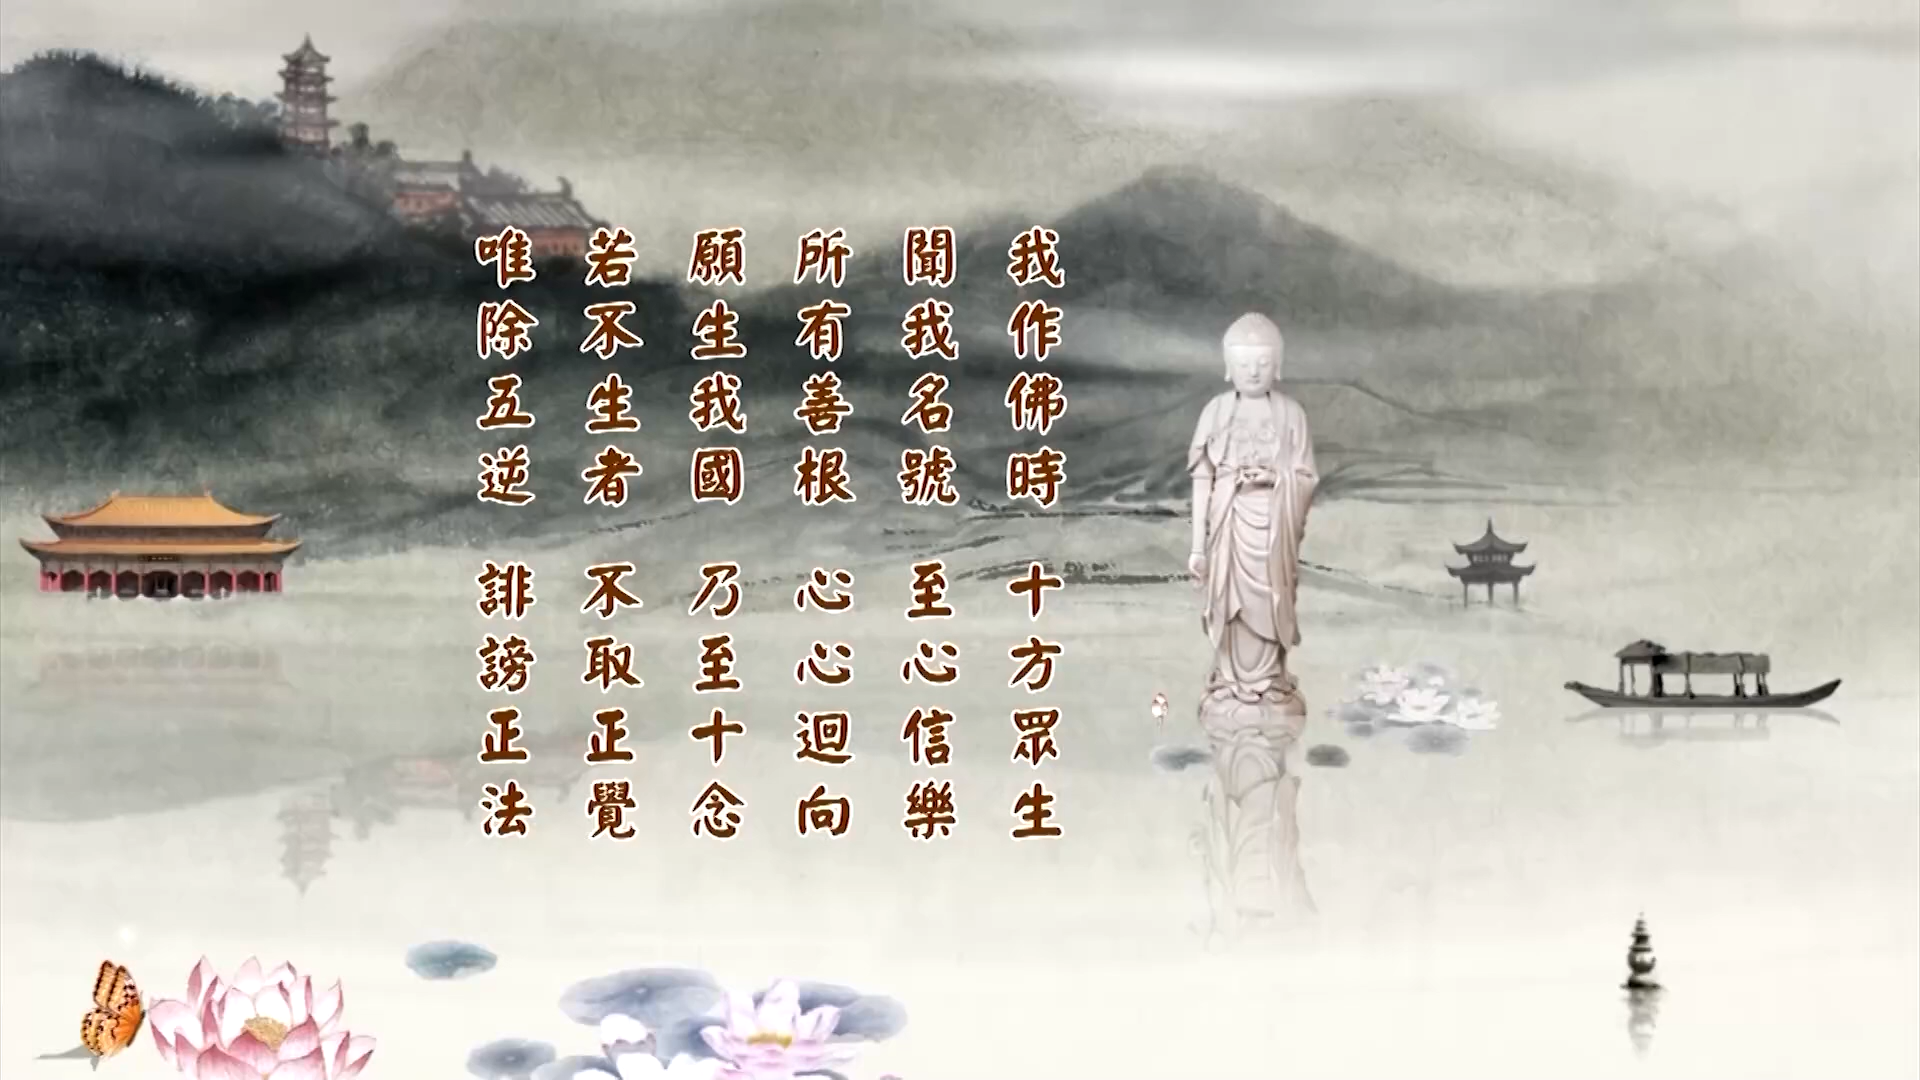 我作佛時 十方眾生
聞我名號 至心信樂
所有善根 心心迴向
願生我國 乃至十念
若不生者 不取正覺
唯除五逆 誹謗正法